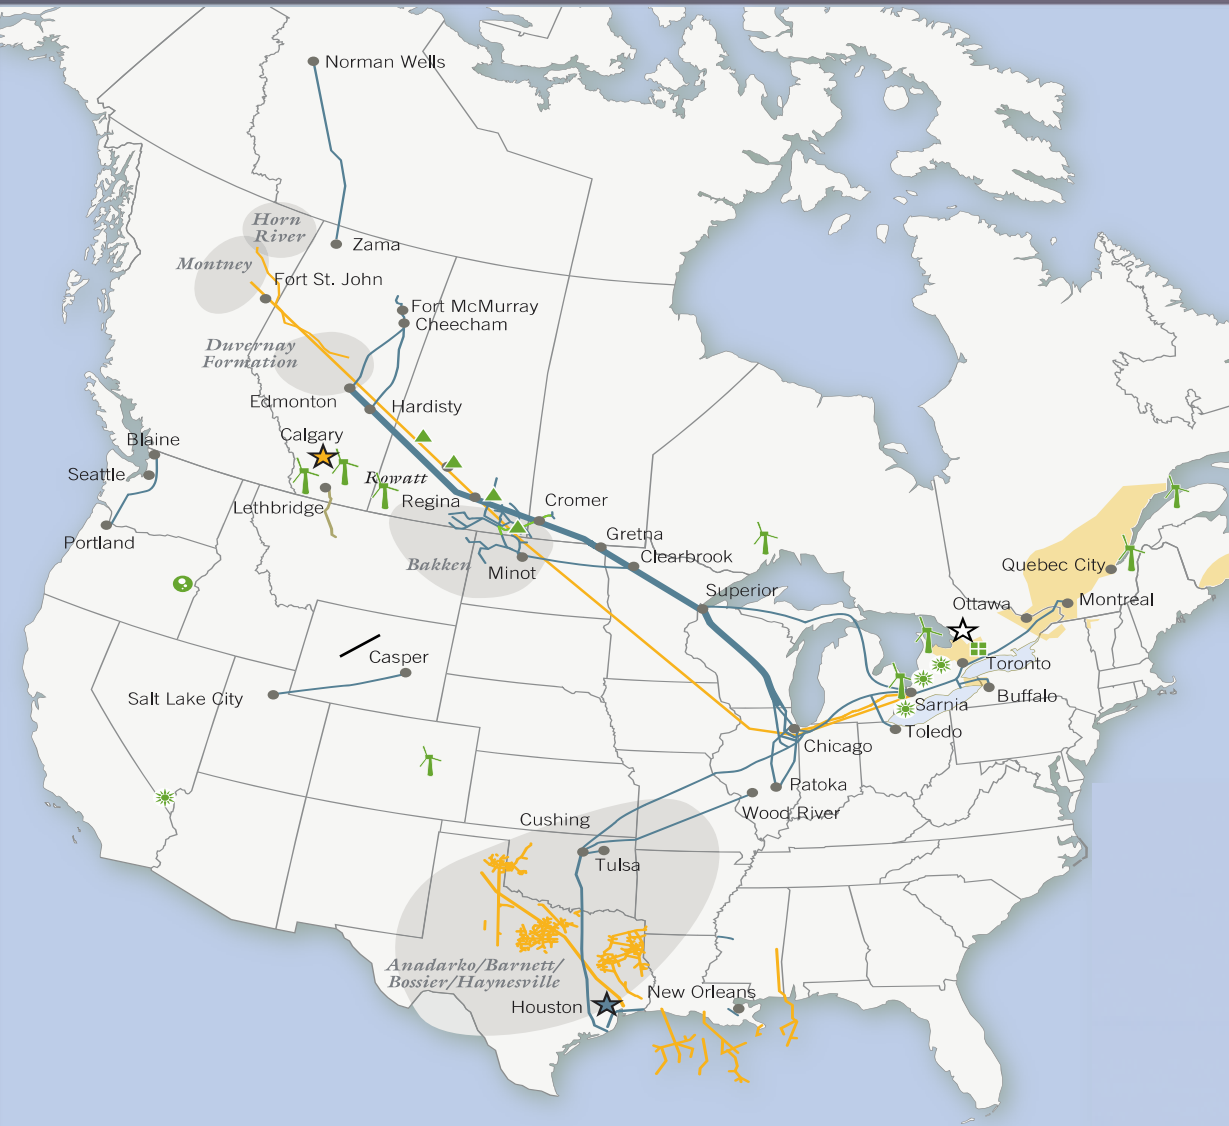 Norman Wells
Horn
River
Zama
Montney
Fort St. John
Fort McMurray
Cheecham
Duvernay
Formation
Edmonton
Hardisty
Calgary
Blaine
Seattle
Rowatt
Regina
Cromer
Lethbridge
Portland
Gretna
Clearbrook
Bakken
Minot
Quebec City
Superior
Ottawa
Montreal
Casper
Toronto
Salt Lake City
Buffalo
Sarnia
Toledo
Chicago
Patoka
Wood River
Cushing
Tulsa
Anadarko/Barnett/
Bossier/Haynesville
New Orleans
Houston